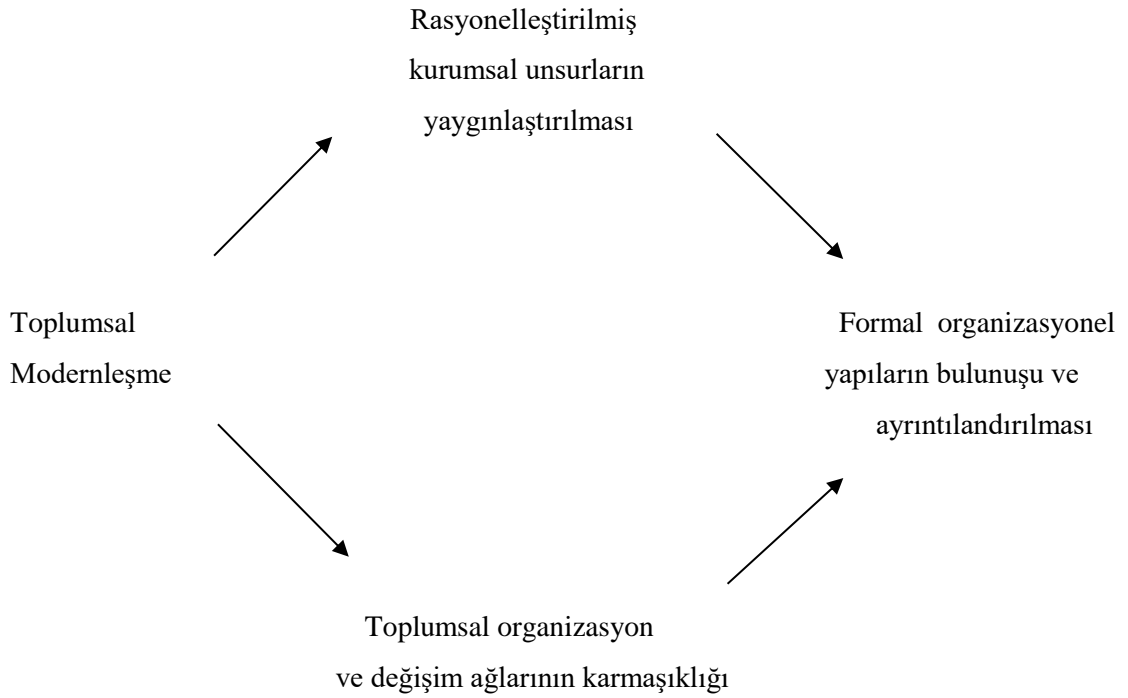 Rasyonelleştirilmiş
kurumsal unsurların
yaygınlaştırılması
Toplumsal
Modernleşme
Formal organizasyonel
yapıların bulunuşu ve
ayrıntılandırılması
Toplumsal organizasyon
ve değişim ağlarının karmaşıklığı